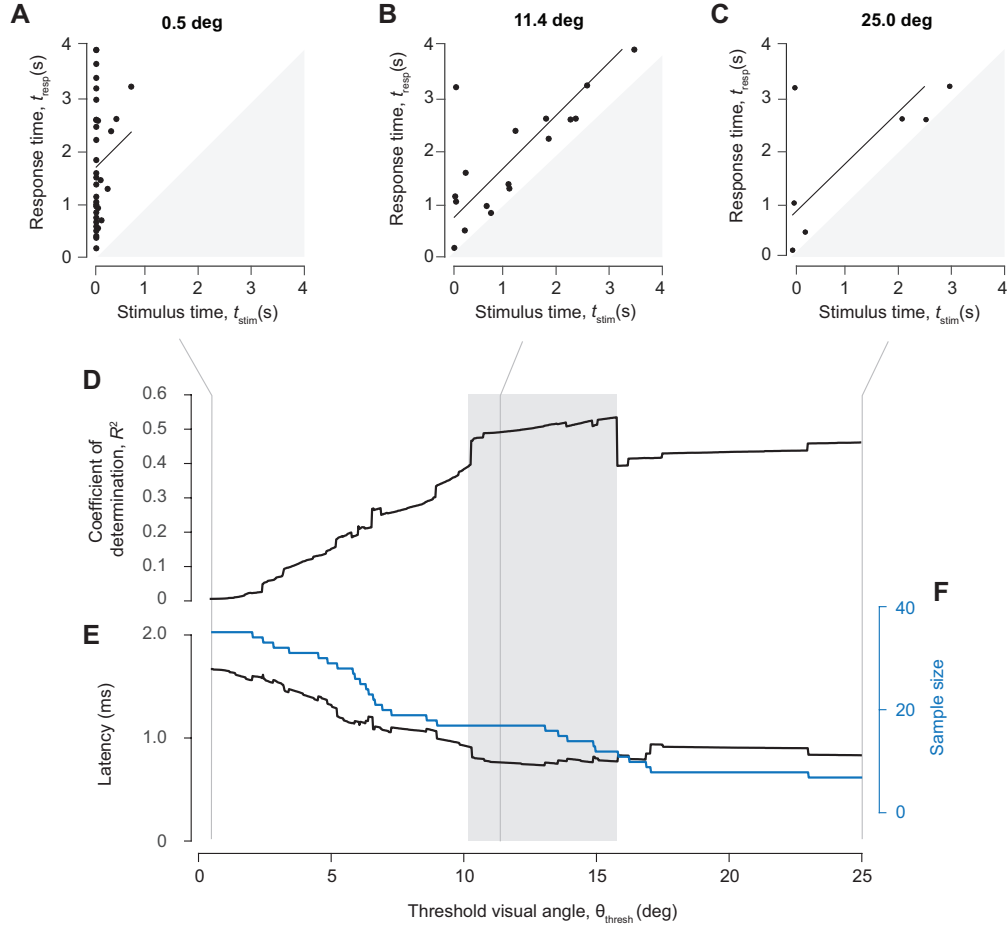 A
0.5 deg
B
11.4 deg
C
25.0 deg
Response time, t_resp(s)
4
3
2
1
0
0 1 2 3 4
Stimulus time, t_stim(s)
Response time, t_resp(s)
4
3
2
1
0
0 1 2 3 4
Stimulus time, t_stim(s)
Response time, t_resp(s)
4
3
2
1
0
0 1 2 3 4
Stimulus time, t_stim(s)
D
Coefficient of
determination, R²
0.6
0.5
0.4
0.3
0.2
0.1
0
E
Latency (ms)
2.0
1.0
0
F
Sample size
40
20
0
0 5 10 15 20 25
Threshold visual angle, θ_thresh (deg)